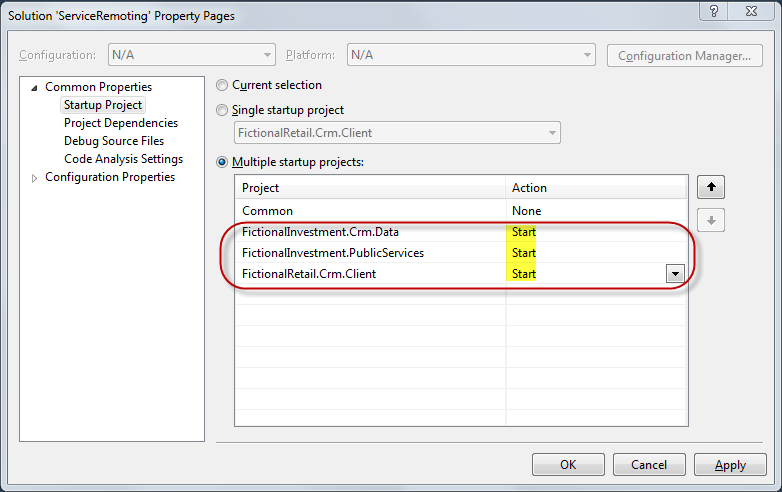 Solution 'ServiceRemoting' Property Pages
Configuration: N/A Platform: N/A Configuration Manager...
Common Properties
Startup Project
Project Dependencies
Debug Source Files
Code Analysis Settings
Configuration Properties
Current selection
Single startup project
FictionalRetail.Crm.Client
Multiple startup projects:
Project Action
Common None
FictionalInvestment.Crm.Data Start
FictionalInvestment.PublicServices Start
FictionalRetail.Crm.Client Start
OK Cancel Apply